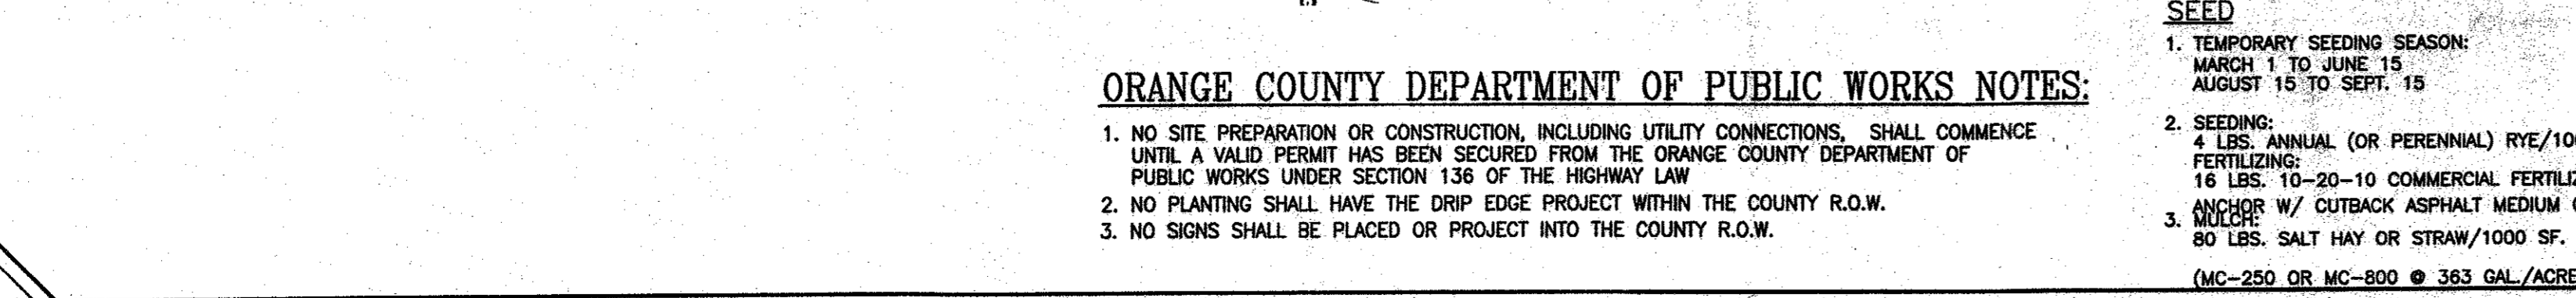 ORANGE COUNTY DEPARTMENT OF PUBLIC WORKS NOTES:
1. NO SITE PREPARATION OR CONSTRUCTION, INCLUDING UTILITY CONNECTIONS, SHALL COMMENCE
UNTIL A VALID PERMIT HAS BEEN SECURED FROM THE ORANGE COUNTY DEPARTMENT OF
PUBLIC WORKS UNDER SECTION 136 OF THE HIGHWAY LAW
2. NO PLANTING SHALL HAVE THE DRIP EDGE PROJECT WITHIN THE COUNTY R.O.W.
3. NO SIGNS SHALL BE PLACED OR PROJECT INTO THE COUNTY R.O.W.
SEED
1. TEMPORARY SEEDING SEASON:
MARCH 1 TO JUNE 15
AUGUST 15 TO SEPT. 15
2. SEEDING:
4 LBS. ANNUAL (OR PERENNIAL) RYE/10
FERTILIZING:
16 LBS. 10-20-10 COMMERCIAL FERTILIZ
ANCHOR W/ CUTBACK ASPHALT MEDIUM
3. MULCH:
80 LBS. SALT HAY OR STRAW/1000 SF.
(MC-250 OR MC-800 @ 363 GAL./ACRE